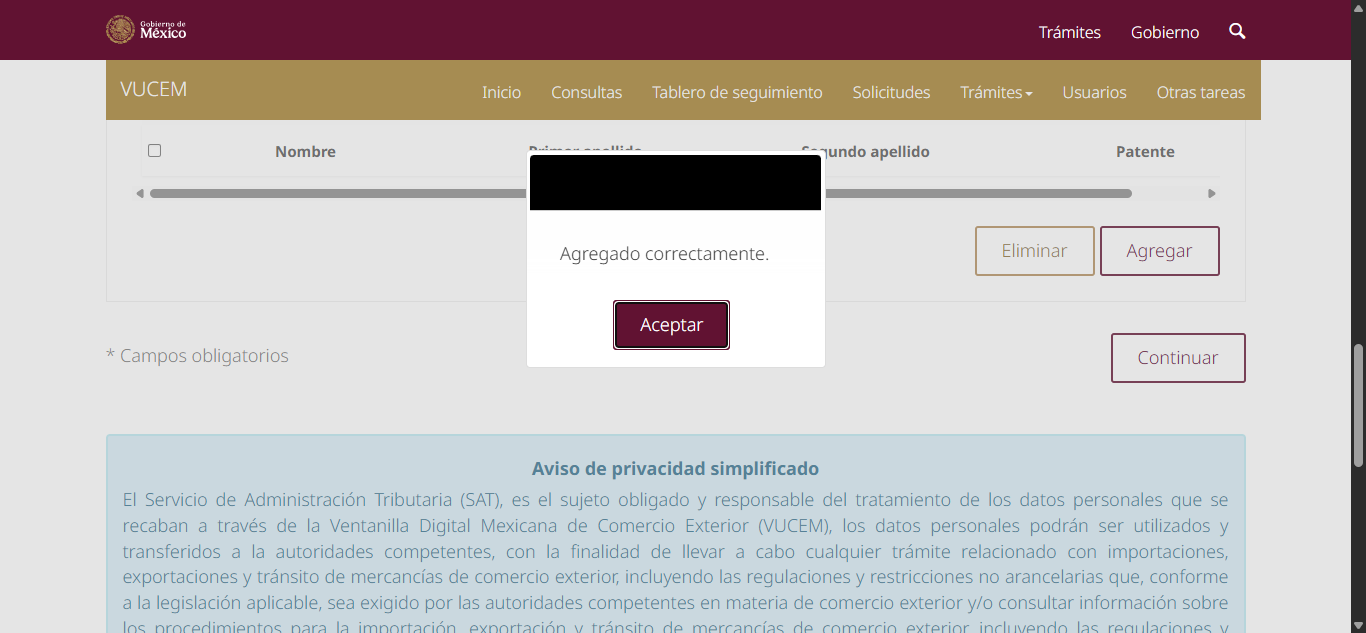 Gobierno de
México
Trámites Gobierno
VUCEM Inicio Consultas Tablero de seguimiento Solicitudes Trámites Usuarios Otras tareas
Nombre Primer apellido Segundo apellido Patente
Agregado correctamente.
Aceptar
Eliminar Agregar
* Campos obligatorios
Continuar
Aviso de privacidad simplificado
El Servicio de Administración Tributaria (SAT), es el sujeto obligado y responsable del tratamiento de los datos personales que se
recaban a través de la Ventanilla Digital Mexicana de Comercio Exterior (VUCEM), los datos personales podrán ser utilizados y
transferidos a la autoridades competentes, con la finalidad de llevar a cabo cualquier trámite relacionado con importaciones,
exportaciones y tránsito de mercancías de comercio exterior, incluyendo las regulaciones y restricciones no arancelarias que, conforme
a la legislación aplicable, sea exigido por las autoridades competentes en materia de comercio exterior y/o consultar información sobre
los procedimientos para la importación, exportación y tránsito de mercancías de comercio exterior, incluyendo las regulaciones y